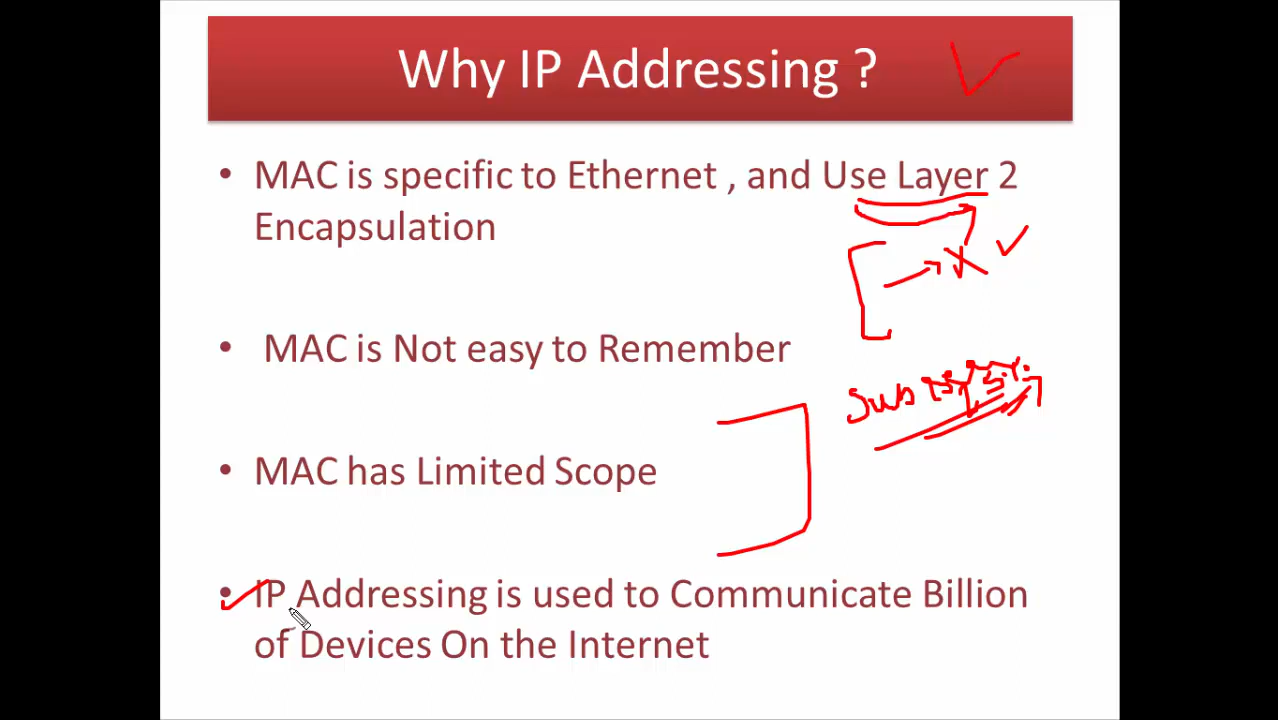 Why IP Addressing ?
• MAC is specific to Ethernet , and Use Layer 2
Encapsulation
• MAC is Not easy to Remember
Sub
• MAC has Limited Scope
• IP Addressing is used to Communicate Billion
of Devices On the Internet